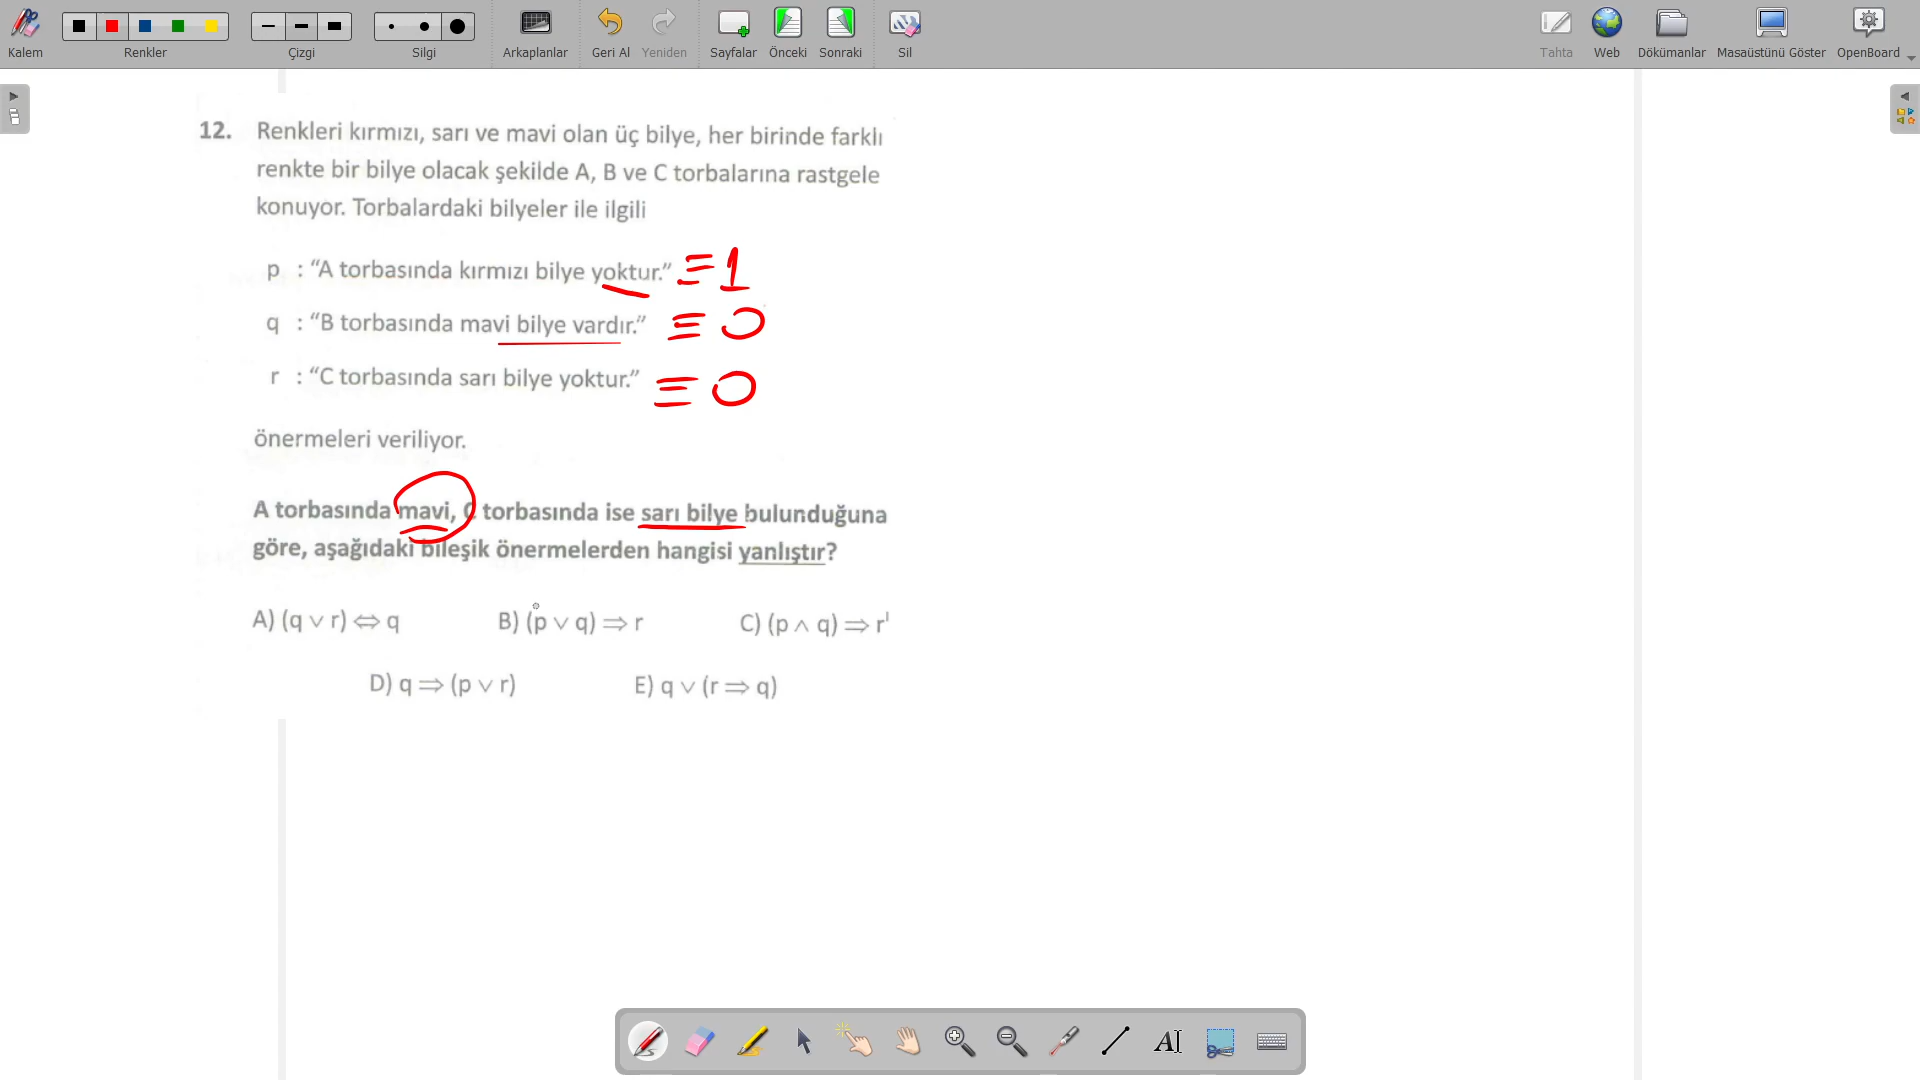 Kalem Renkler Çizgi Silgi Arkaplanlar Geri Al Yeniden Sayfalar Önceki Sonraki Sil Tahta Web Dökümanlar Masaüstünü Göster OpenBoard
12. Renkleri kırmızı, sarı ve mavi olan üç bilye, her birinde farklı
renkte bir bilye olacak şekilde A, B ve C torbalarına rastgele
konuyor. Torbalardaki bilyeler ile ilgili
p : “A torbasında kırmızı bilye yoktur.” ≡ 1
q : “B torbasında mavi bilye vardır.” ≡ 0
r : “C torbasında sarı bilye yoktur.” ≡ 0
önermeleri veriliyor.
A torbasında mavi, C torbasında ise sarı bilye bulunduğuna
göre, aşağıdaki bileşik önermelerden hangisi yanlıştır?
A) (q ∨ r) ⇔ q B) (p ∨ q) ⇒ r C) (p ∧ q) ⇒ r'
D) q ⇒ (p ∨ r) E) q ∨ (r ⇒ q)